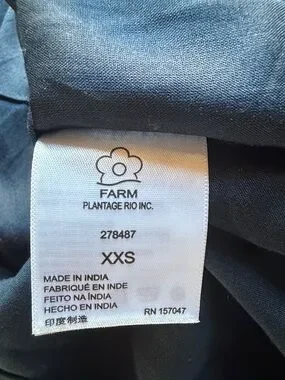 FARM
PLANTAGE RIO INC.
278487
XXS
MADE IN INDIA
FABRIQUÉ EN INDE
FEITO NA ÍNDIA
HECHO EN INDIA
印度制造
RN 157047